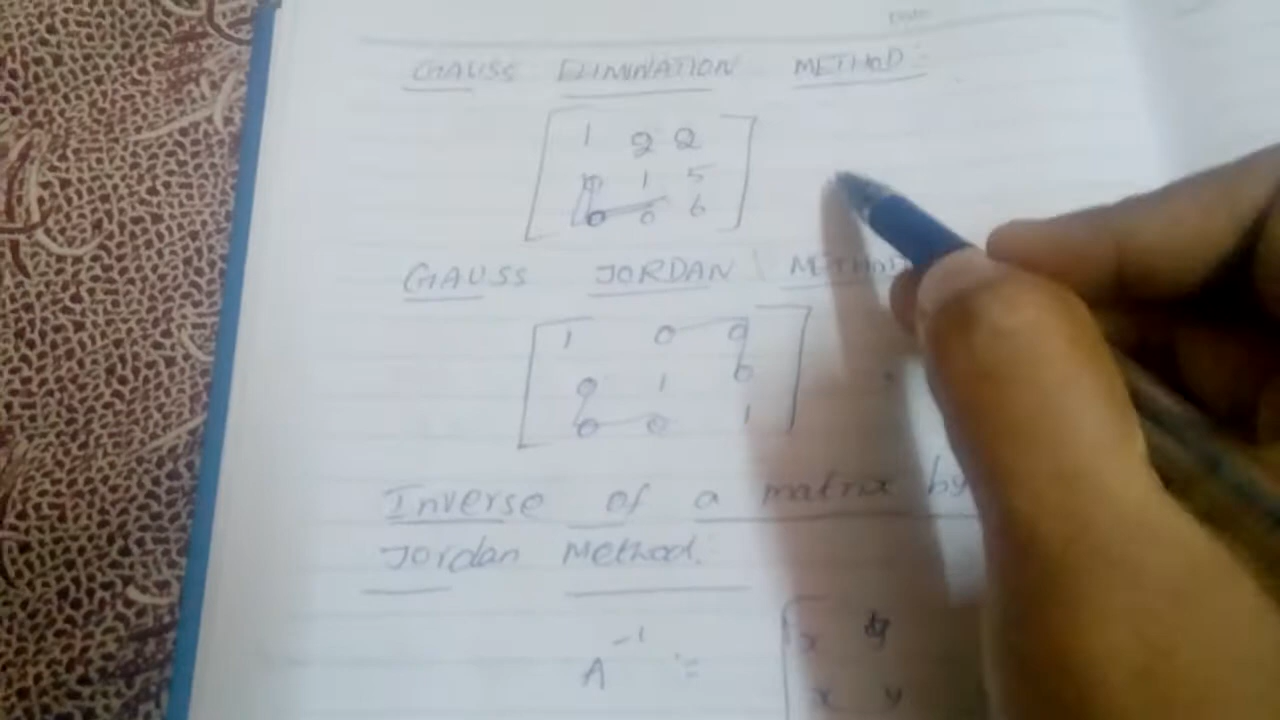 Date
GAUSS ELIMINATION METHOD:
1 2 2
0 1 5
0 0 6
GAUSS JORDAN METHOD
1 0 0
0 1 0
0 0 1
Inverse of a matrix by
Jordan Method.
A⁻¹ =
x y
x y